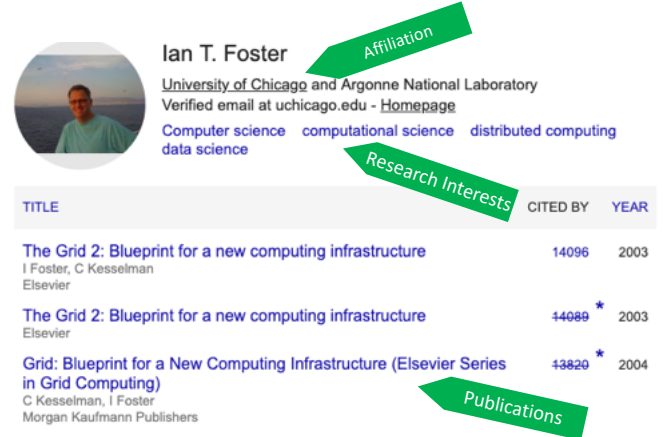 Ian T. Foster
Affiliation
University of Chicago and Argonne National Laboratory
Verified email at uchicago.edu - Homepage
Computer science computational science distributed computing
data science
Research Interests
TITLE CITED BY YEAR
The Grid 2: Blueprint for a new computing infrastructure 14096 2003
I Foster, C Kesselman
Elsevier
The Grid 2: Blueprint for a new computing infrastructure 14089 * 2003
Elsevier
Grid: Blueprint for a New Computing Infrastructure (Elsevier Series 13820 * 2004
in Grid Computing)
C Kesselman, I Foster
Morgan Kaufmann Publishers
Publications